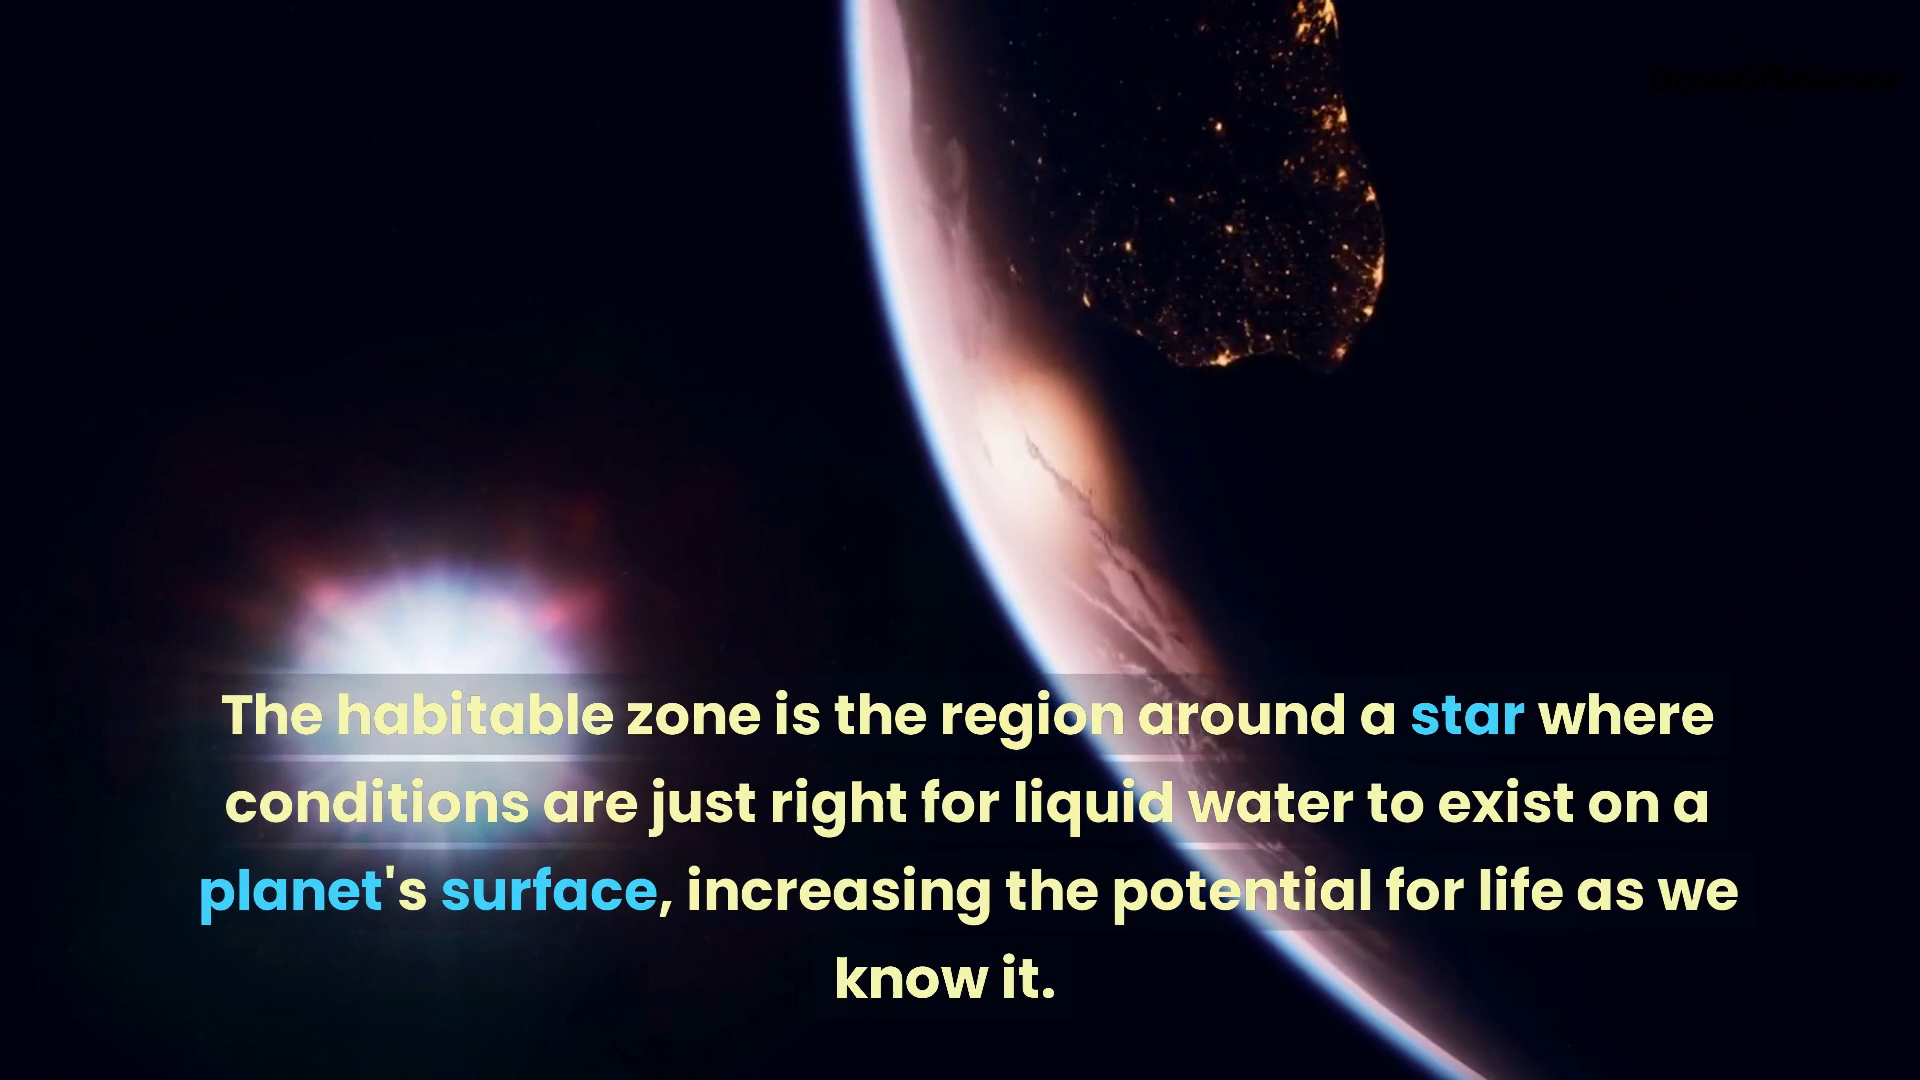 DoseOfScience
The habitable zone is the region around a star where
conditions are just right for liquid water to exist on a
planet's surface, increasing the potential for life as we
know it.